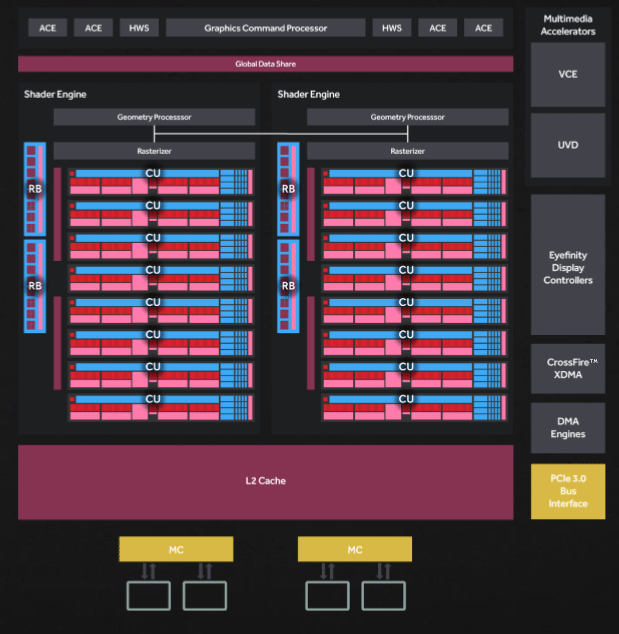 ACE ACE HWS Graphics Command Processor HWS ACE ACE
Global Data Share
Shader Engine
Geometry Processsor
Rasterizer
RB
RB
CU
CU
CU
CU
CU
CU
CU
CU
Shader Engine
Geometry Processsor
Rasterizer
RB
RB
CU
CU
CU
CU
CU
CU
CU
CU
L2 Cache
MC
MC
Multimedia
Accelerators
VCE
UVD
Eyefinity
Display
Controllers
CrossFire™
XDMA
DMA
Engines
PCIe 3.0
Bus
Interface